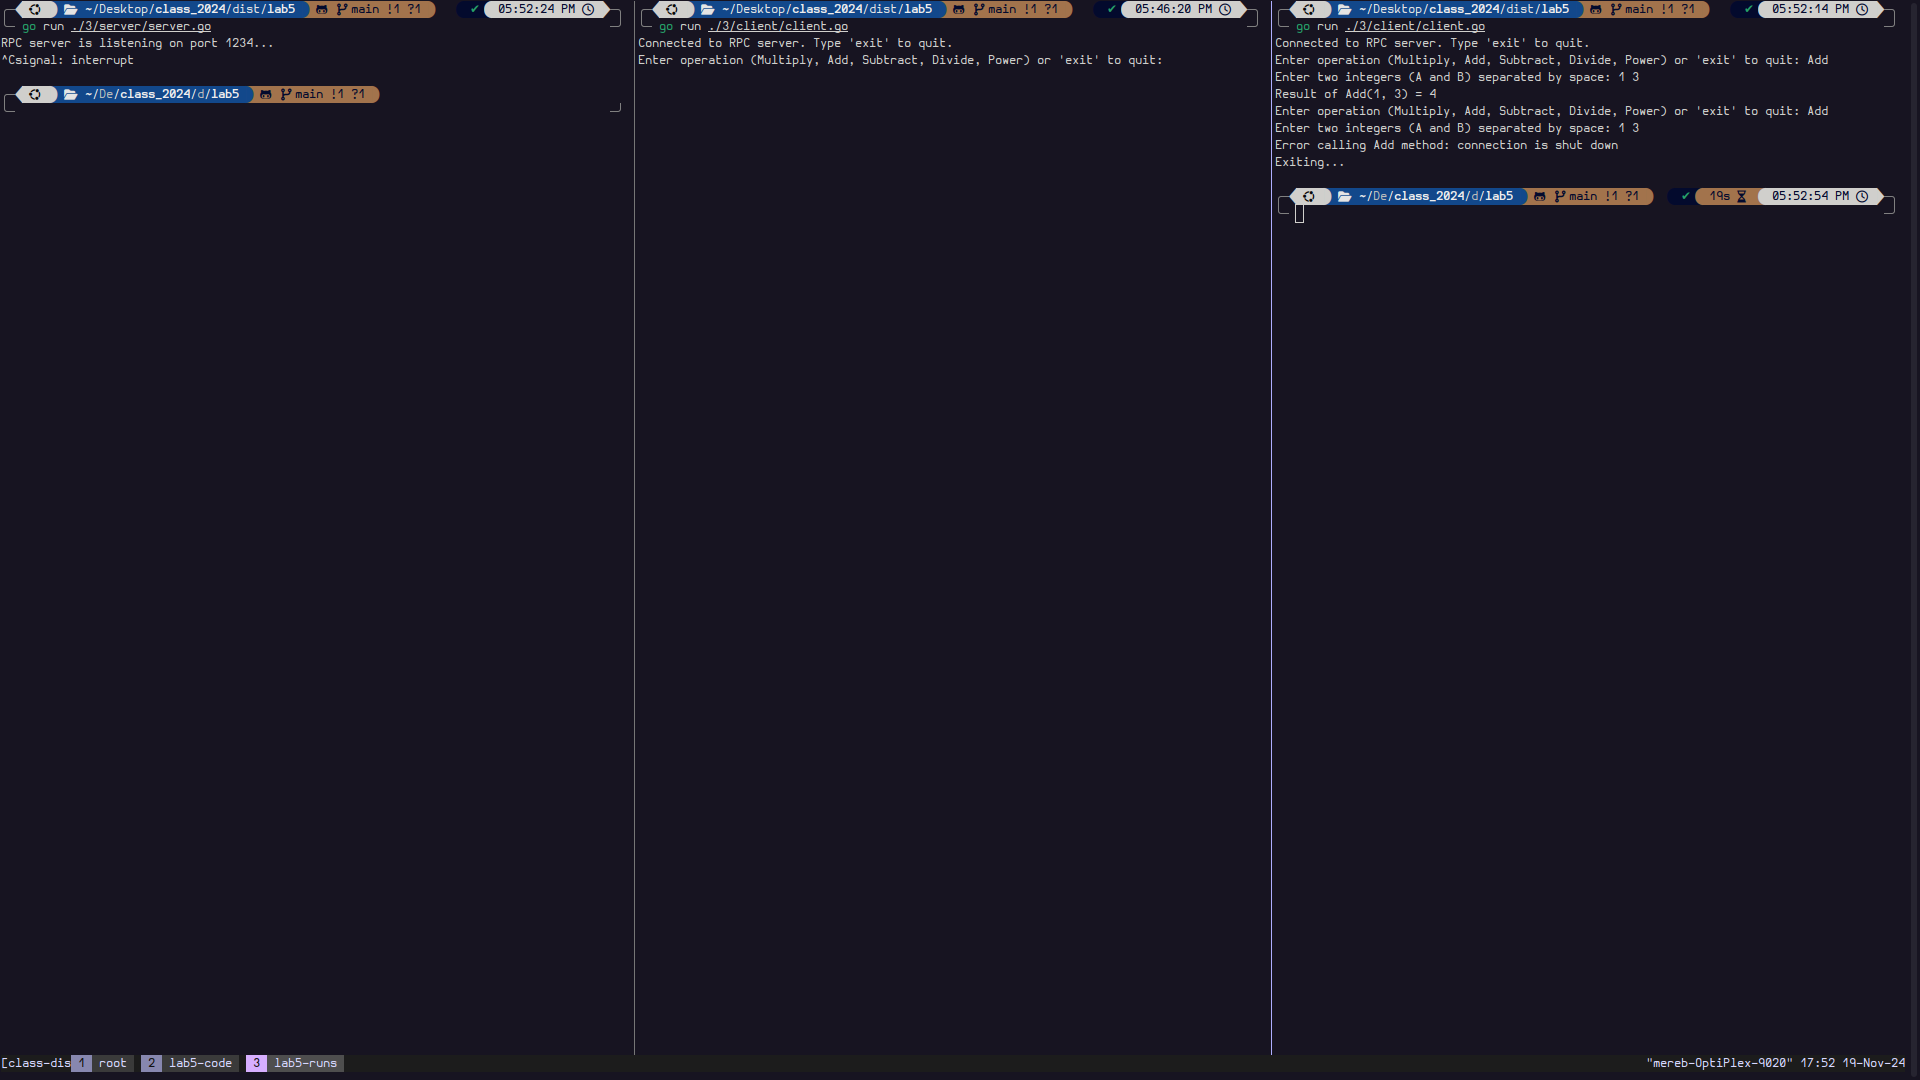 ~/Desktop/class_2024/dist/lab5 main !1 ?1 ✔ 05:52:24 PM
go run ./3/server/server.go
RPC server is listening on port 1234...
^Csignal: interrupt
~/De/class_2024/d/lab5 main !1 ?1
~/Desktop/class_2024/dist/lab5 main !1 ?1 ✔ 05:46:20 PM
go run ./3/client/client.go
Connected to RPC server. Type 'exit' to quit.
Enter operation (Multiply, Add, Subtract, Divide, Power) or 'exit' to quit:
~/Desktop/class_2024/dist/lab5 main !1 ?1 ✔ 05:52:14 PM
go run ./3/client/client.go
Connected to RPC server. Type 'exit' to quit.
Enter operation (Multiply, Add, Subtract, Divide, Power) or 'exit' to quit: Add
Enter two integers (A and B) separated by space: 1 3
Result of Add(1, 3) = 4
Enter operation (Multiply, Add, Subtract, Divide, Power) or 'exit' to quit: Add
Enter two integers (A and B) separated by space: 1 3
Error calling Add method: connection is shut down
Exiting...
~/De/class_2024/d/lab5 main !1 ?1 ✔ 19s 05:52:54 PM
[class-dis 1 root 2 lab5-code 3 lab5-runs "mereb-OptiPlex-9020" 17:52 19-Nov-24